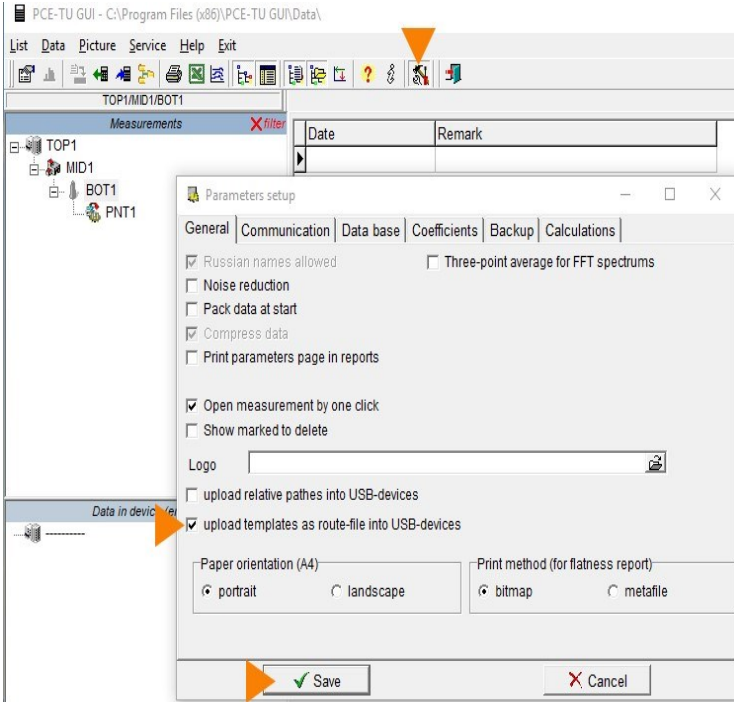 PCE-TU GUI - C:\Program Files (x86)\PCE-TU GUI\Data\
List Data Picture Service Help Exit
TOP1/MID1/BOT1
Measurements
filter
TOP1
MID1
BOT1
PNT1
Date Remark
Parameters setup
General Communication Data base Coefficients Backup Calculations
Russian names allowed Three-point average for FFT spectrums
Noise reduction
Pack data at start
Compress data
Print parameters page in reports
Open measurement by one click
Show marked to delete
Logo
upload relative pathes into USB-devices
Data in device
upload templates as route-file into USB-devices
---------
Paper orientation (A4) Print method (for flatness report)
portrait landscape bitmap metafile
Save Cancel